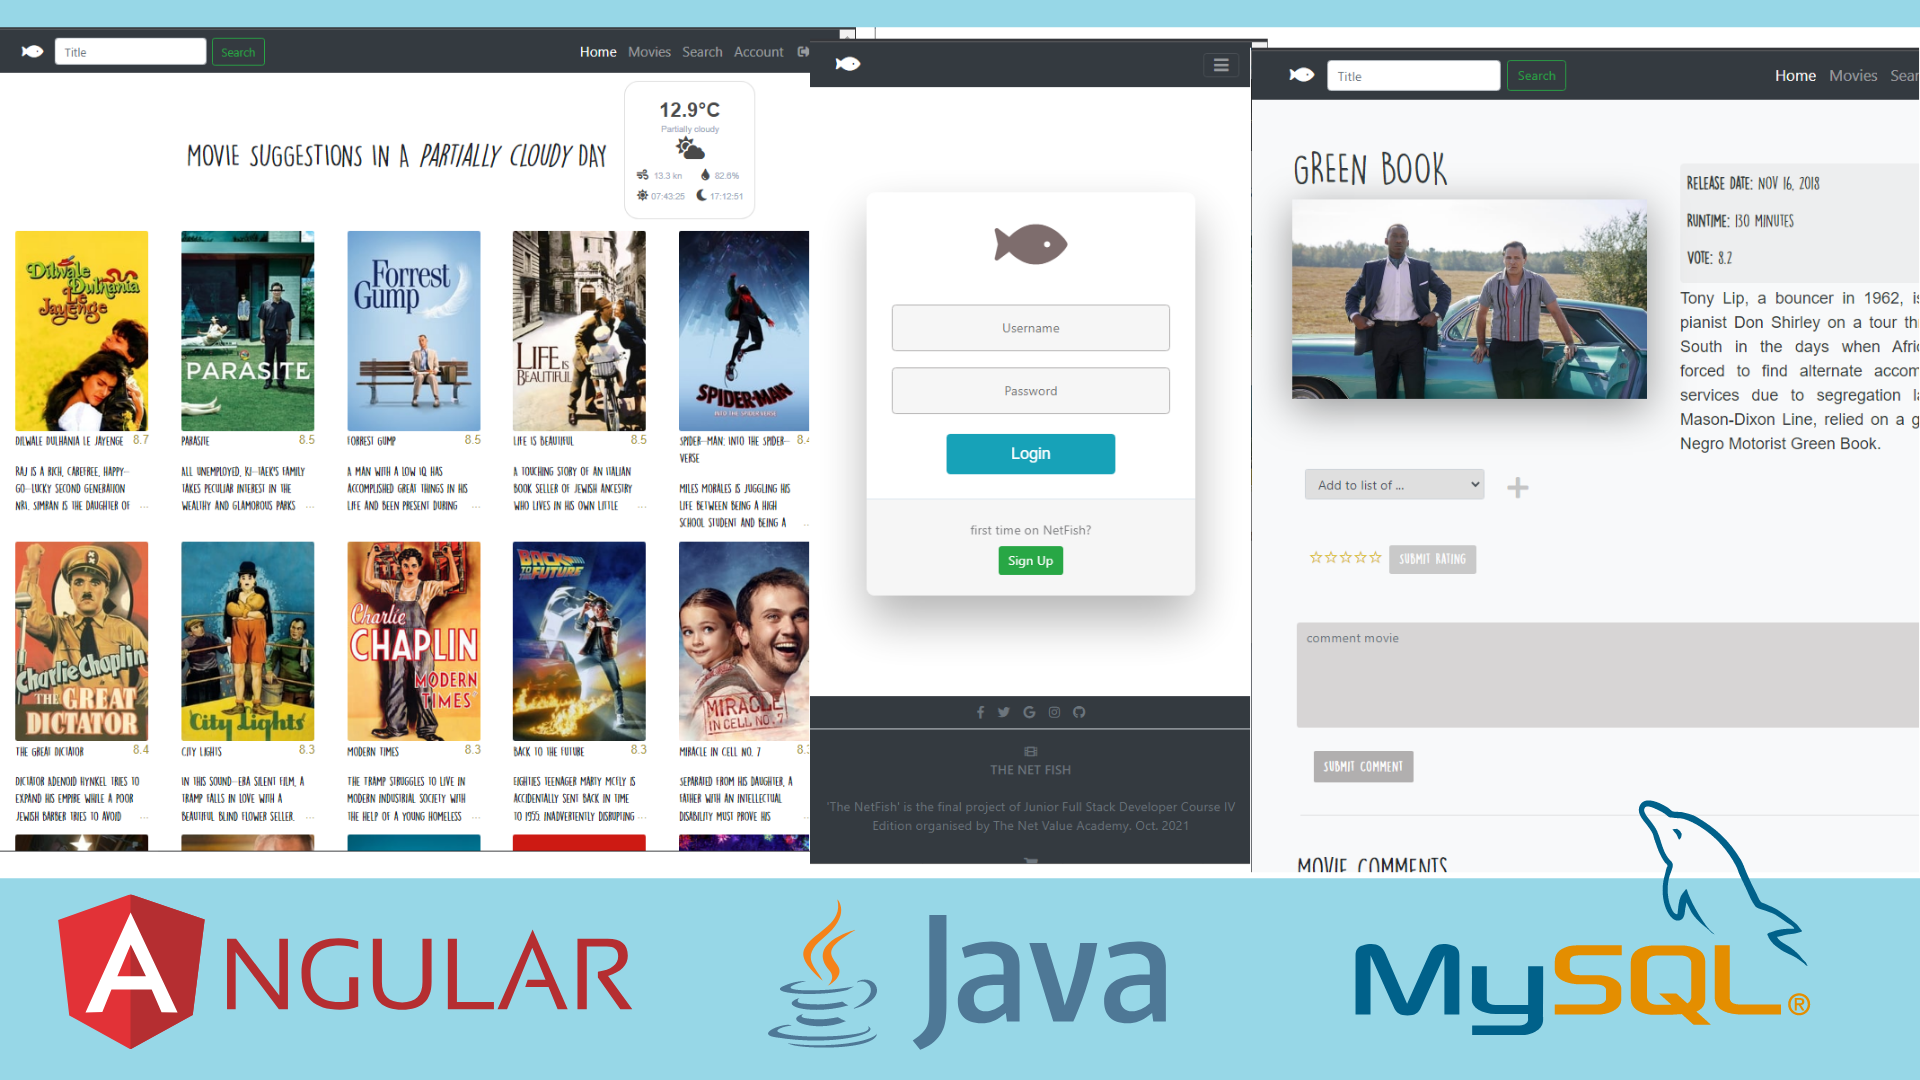 Title
Search
Home Movies Search Account
MOVIE SUGGESTIONS IN A PARTIALLY CLOUDY DAY
12.9°C
Partially cloudy
13.3 kn 82.6%
07:43:25 17:12:51
Dilwale Dulhania Le Jayenge
PARASITE
Forrest Gump
LIFE IS BEAUTIFUL
SPIDER-MAN
INTO THE SPIDER-VERSE
DILWALE DULHANIA LE JAYENGE 8.7
RAJ IS A RICH, CAREFREE, HAPPY-
GO-LUCKY SECOND GENERATION
NRI. SIMRAN IS THE DAUGHTER OF ...
PARASITE 8.5
ALL UNEMPLOYED, KI-TAEK'S FAMILY
TAKES PECULIAR INTEREST IN THE
WEALTHY AND GLAMOROUS PARKS ...
FORREST GUMP 8.5
A MAN WITH A LOW IQ HAS
ACCOMPLISHED GREAT THINGS IN HIS
LIFE AND BEEN PRESENT DURING ...
LIFE IS BEAUTIFUL 8.5
A TOUCHING STORY OF AN ITALIAN
BOOK SELLER OF JEWISH ANCESTRY
WHO LIVES IN HIS OWN LITTLE ...
SPIDER-MAN: INTO THE SPIDER- 8.4
VERSE
MILES MORALES IS JUGGLING HIS
LIFE BETWEEN BEING A HIGH
SCHOOL STUDENT AND BEING A
Charlie Chaplin
THE GREAT
DICTATOR
City Lights
Charlie
CHAPLIN
MODERN
TIMES
BACK TO THE FUTURE
MIRACLE
IN CELL NO. 7
THE GREAT DICTATOR 8.4
DICTATOR ADENOID HYNKEL TRIES TO
EXPAND HIS EMPIRE WHILE A POOR
JEWISH BARBER TRIES TO AVOID ...
CITY LIGHTS 8.3
IN THIS SOUND-ERA SILENT FILM, A
TRAMP FALLS IN LOVE WITH A
BEAUTIFUL BLIND FLOWER SELLER.
MODERN TIMES 8.3
THE TRAMP STRUGGLES TO LIVE IN
MODERN INDUSTRIAL SOCIETY WITH
THE HELP OF A YOUNG HOMELESS ...
BACK TO THE FUTURE 8.3
EIGHTIES TEENAGER MARTY MCFLY IS
ACCIDENTALLY SENT BACK IN TIME
TO 1955, INADVERTENTLY DISRUPTING ...
MIRACLE IN CELL NO. 7 8.
SEPARATED FROM HIS DAUGHTER, A
FATHER WITH AN INTELLECTUAL
DISABILITY MUST PROVE HIS
Username
Password
Login
first time on NetFish?
Sign Up
THE NET FISH
'The NetFish' is the final project of Junior Full Stack Developer Course IV
Edition organised by The Net Value Academy. Oct. 2021
Title
Search
Home Movies Sear
GREEN BOOK
RELEASE DATE: NOV 16, 2018
RUNTIME: 130 MINUTES
VOTE: 8.2
Tony Lip, a bouncer in 1962, is
pianist Don Shirley on a tour th
South in the days when Afric
forced to find alternate accom
services due to segregation la
Mason-Dixon Line, relied on a g
Negro Motorist Green Book.
Add to list of ...
SUBMIT RATING
comment movie
SUBMIT COMMENT
MOVIE COMMENTS
ANGULAR
Java
MySQL®